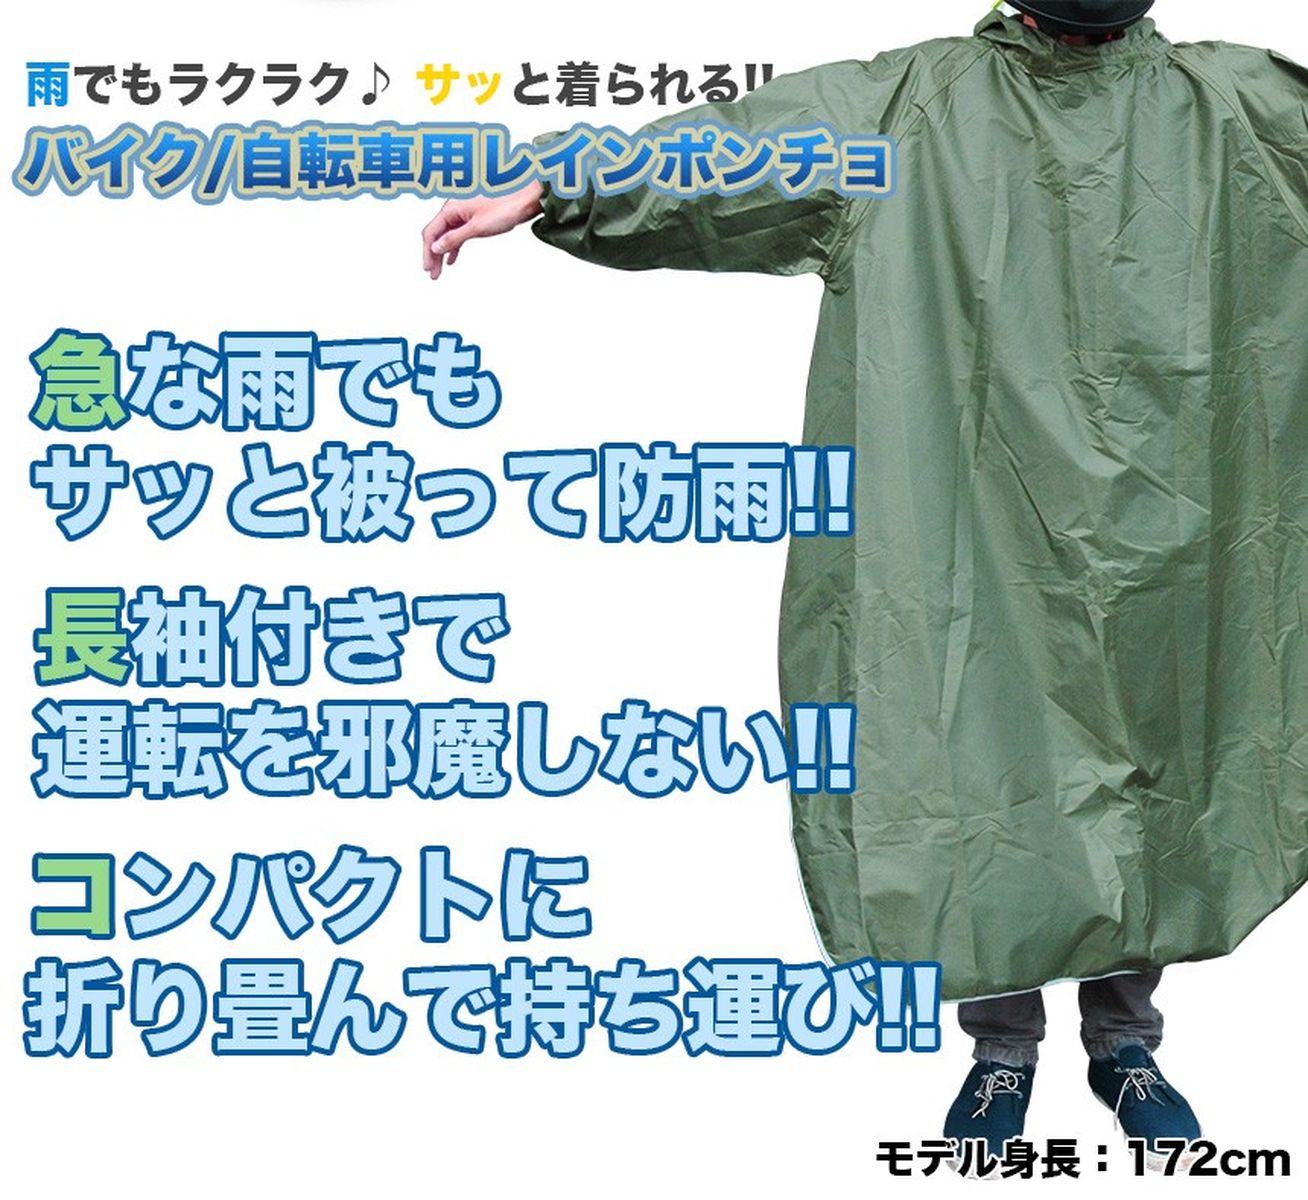 雨でもラクラク♪ サッと着られる!!
バイク/自転車用レインポンチョ
急な雨でも
サッと被って防雨!!
長袖付きで
運転を邪魔しない!!
コンパクトに
折り畳んで持ち運び!!
モデル身長：172cm